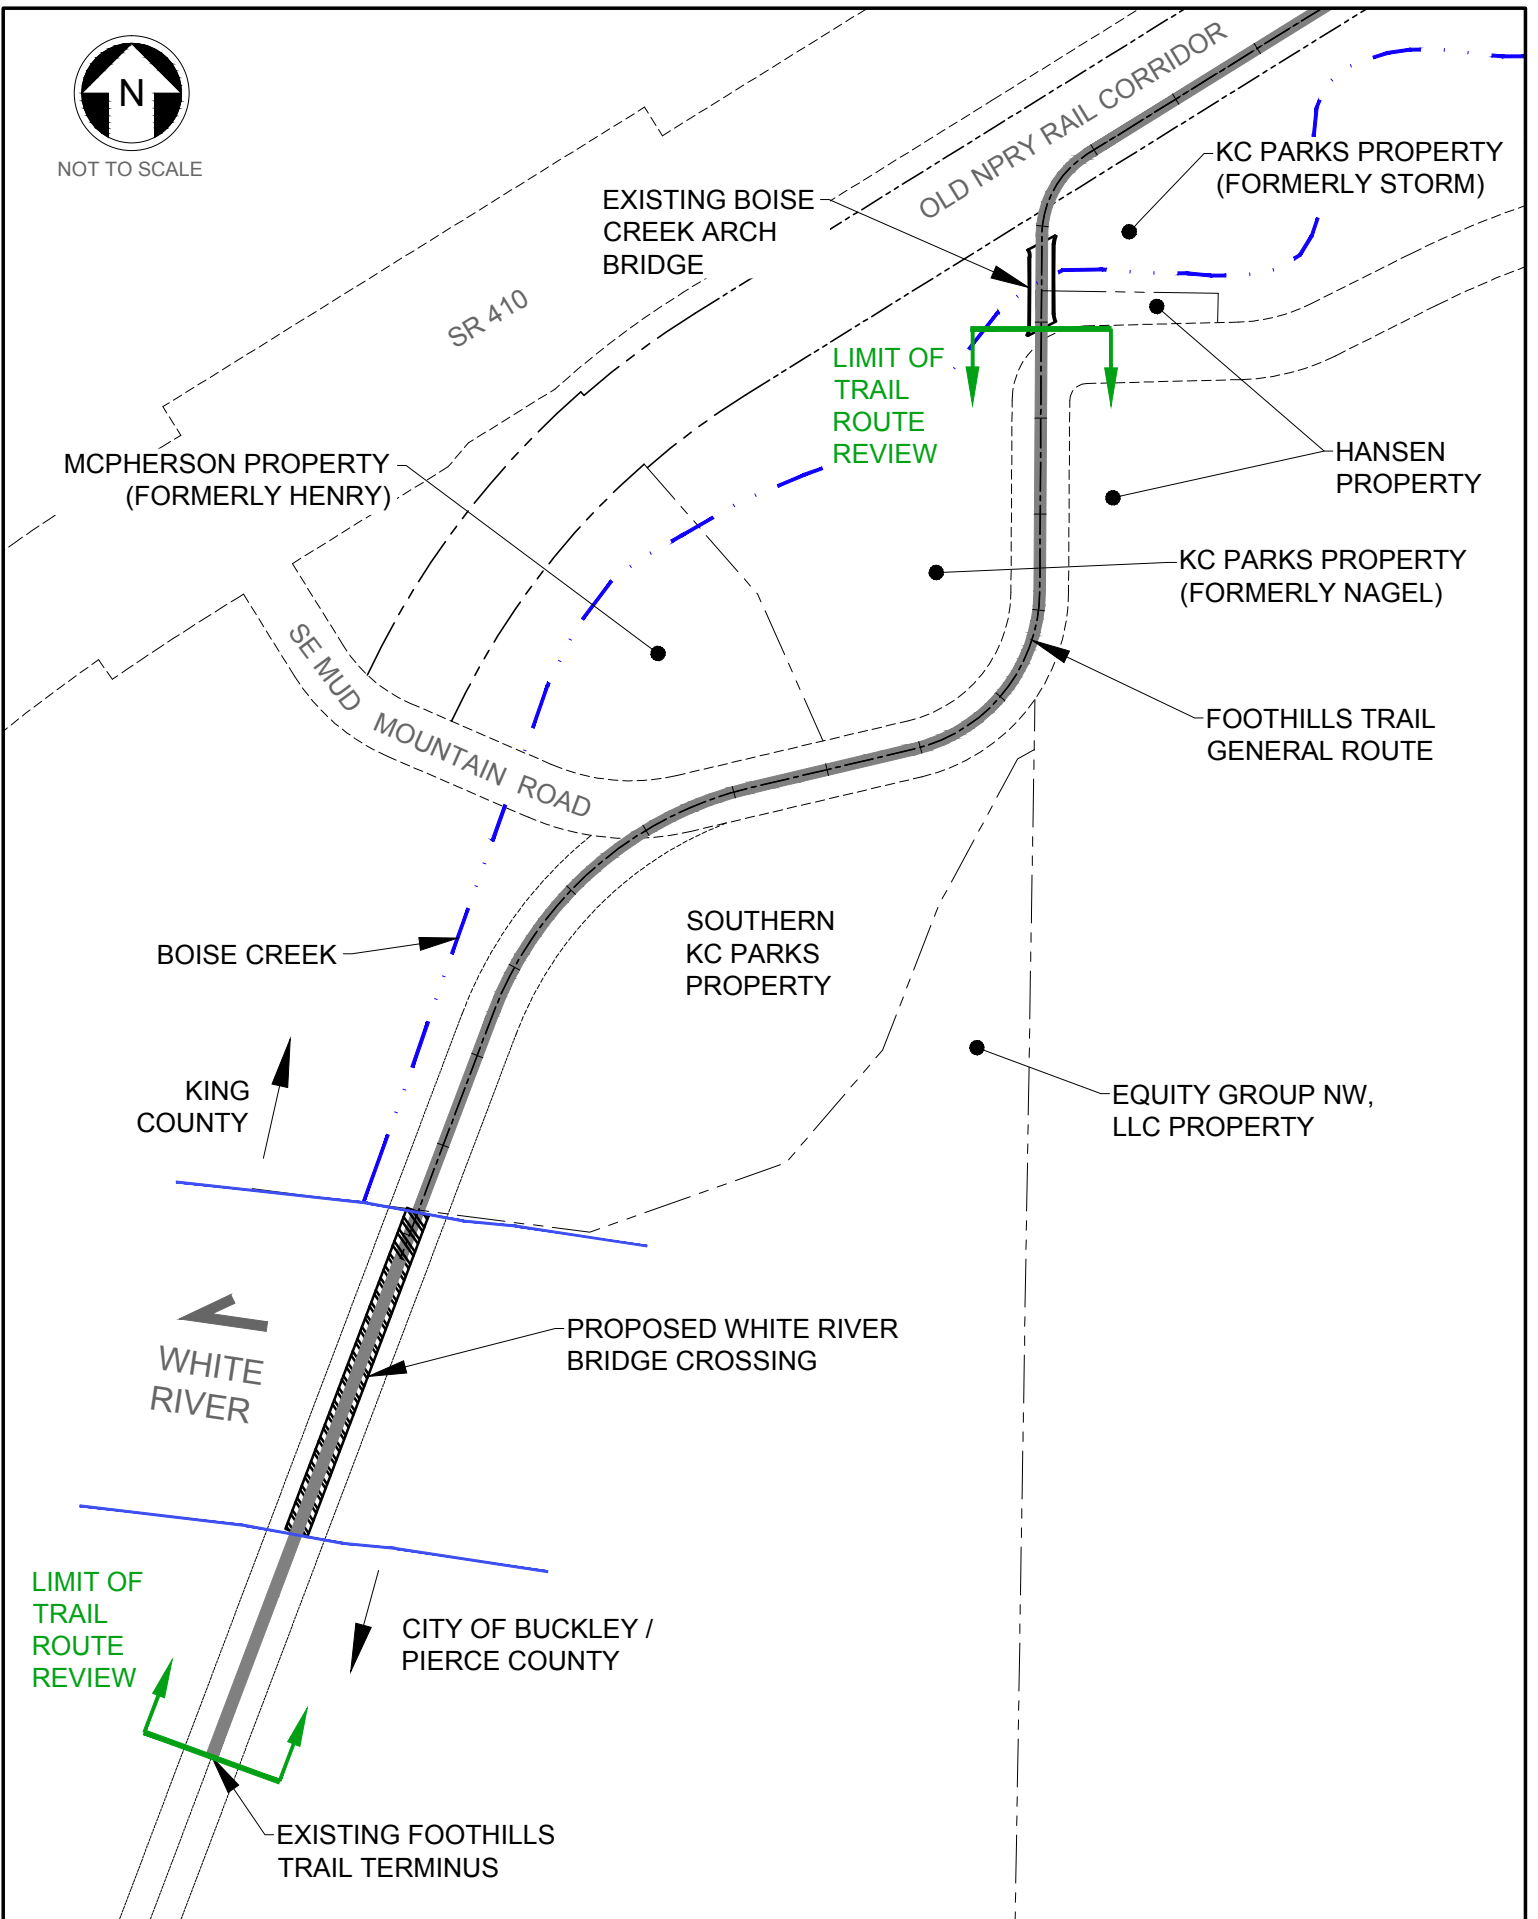 N
NOT TO SCALE
OLD NPRY RAIL CORRIDOR
KC PARKS PROPERTY
(FORMERLY STORM)
EXISTING BOISE
CREEK ARCH
BRIDGE
SR 410
LIMIT OF
TRAIL
ROUTE
REVIEW
MCPHERSON PROPERTY
(FORMERLY HENRY)
HANSEN
PROPERTY
KC PARKS PROPERTY
(FORMERLY NAGEL)
SE MUD MOUNTAIN ROAD
FOOTHILLS TRAIL
GENERAL ROUTE
BOISE CREEK
SOUTHERN
KC PARKS
PROPERTY
KING
COUNTY
EQUITY GROUP NW,
LLC PROPERTY
PROPOSED WHITE RIVER
BRIDGE CROSSING
WHITE
RIVER
LIMIT OF
TRAIL
ROUTE
REVIEW
CITY OF BUCKLEY /
PIERCE COUNTY
EXISTING FOOTHILLS
TRAIL TERMINUS